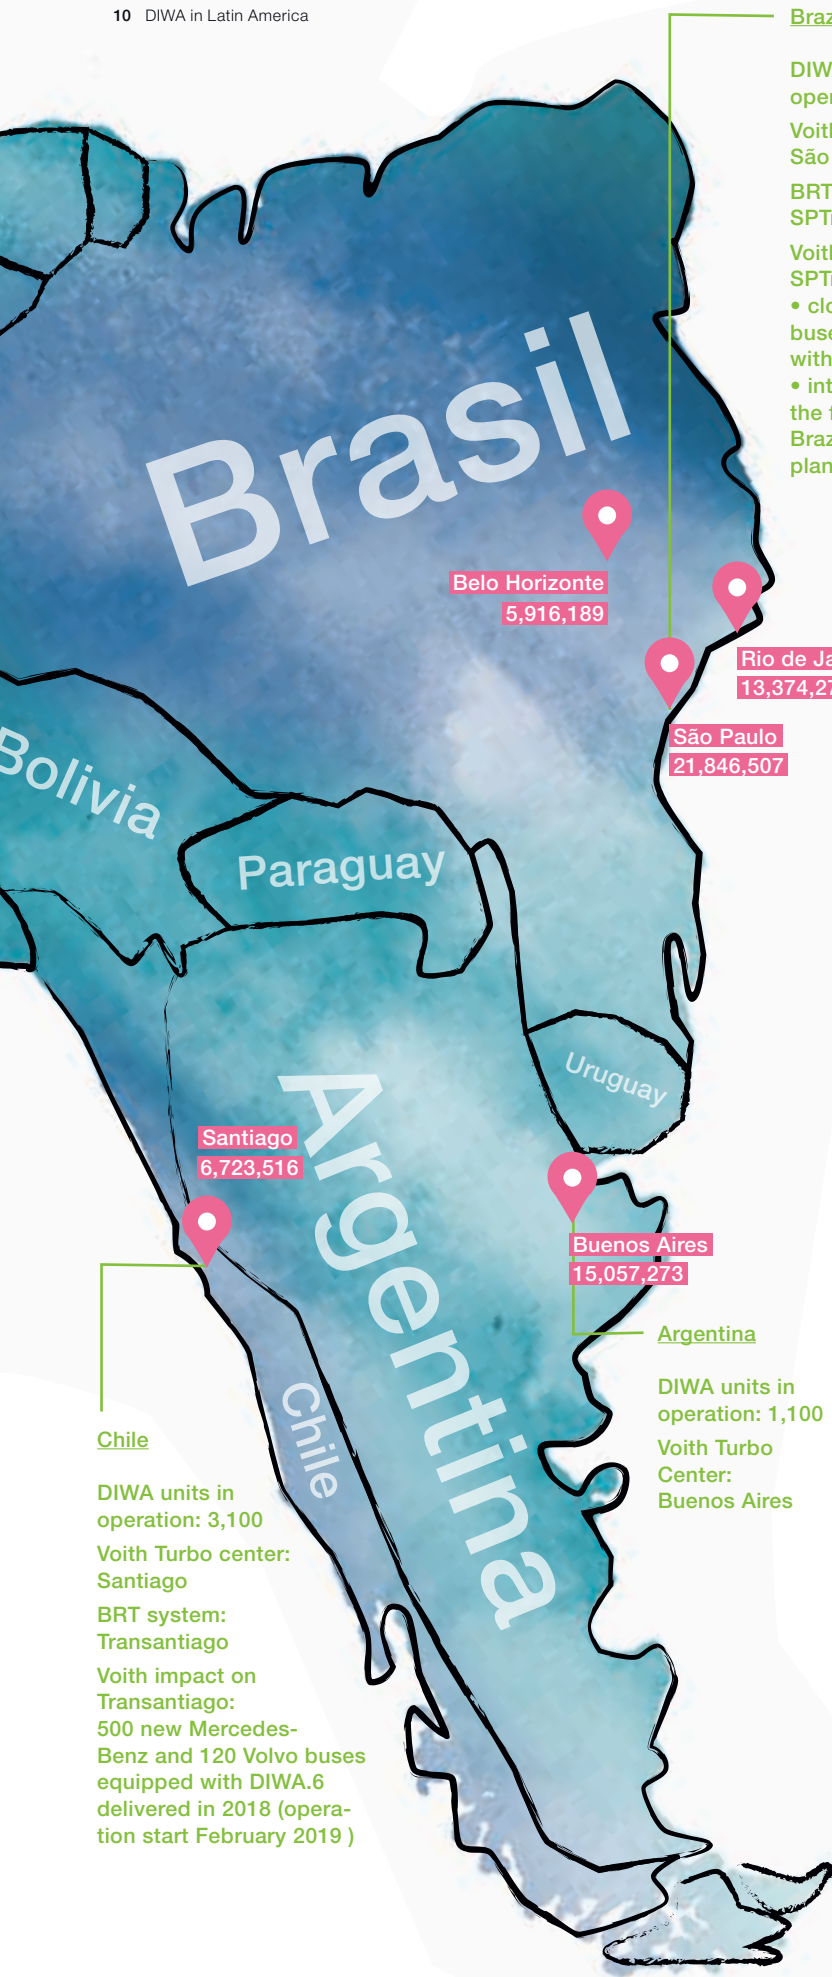 10 DIWA in Latin America
São
• 
the
Brasil
Belo Horizonte
5,916,189
Rio de
São Paulo
21,846,507
Bolivia
Paraguay
Uruguay
Argentina
Santiago
6,723,516
Buenos Aires
15,057,273
Argentina
DIWA units in
operation: 1,100
Voith Turbo
Center:
Buenos Aires
Chile
Chile
DIWA units in
operation: 3,100
Voith Turbo center:
Santiago
BRT system:
Transantiago
Voith impact on
Transantiago:
500 new Mercedes-
Benz and 120 Volvo buses
equipped with DIWA.6
delivered in 2018 (opera-
tion start February 2019 )